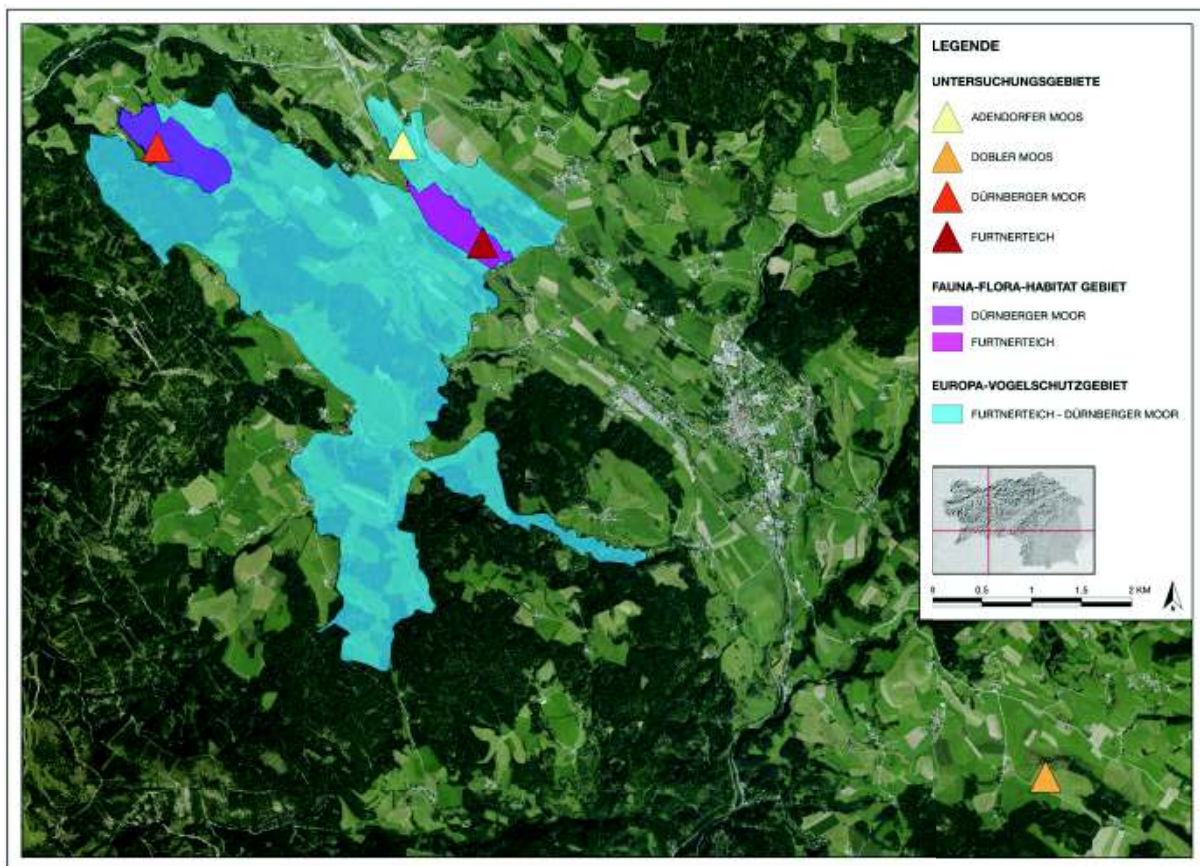 LEGENDE
UNTERSUCHUNGSGEBIETE
ADENDORFER MOOS
DOBLER MOOS
DÜRNBERGER MOOR
FURTNERTEICH
FAUNA-FLORA-HABITAT GEBIET
DÜRNBERGER MOOR
FURTNERTEICH
EUROPA-VOGELSCHUTZGEBIET
FURTNERTEICH - DÜRNBERGER MOOR
0 0,5 1 1,5 2 KM